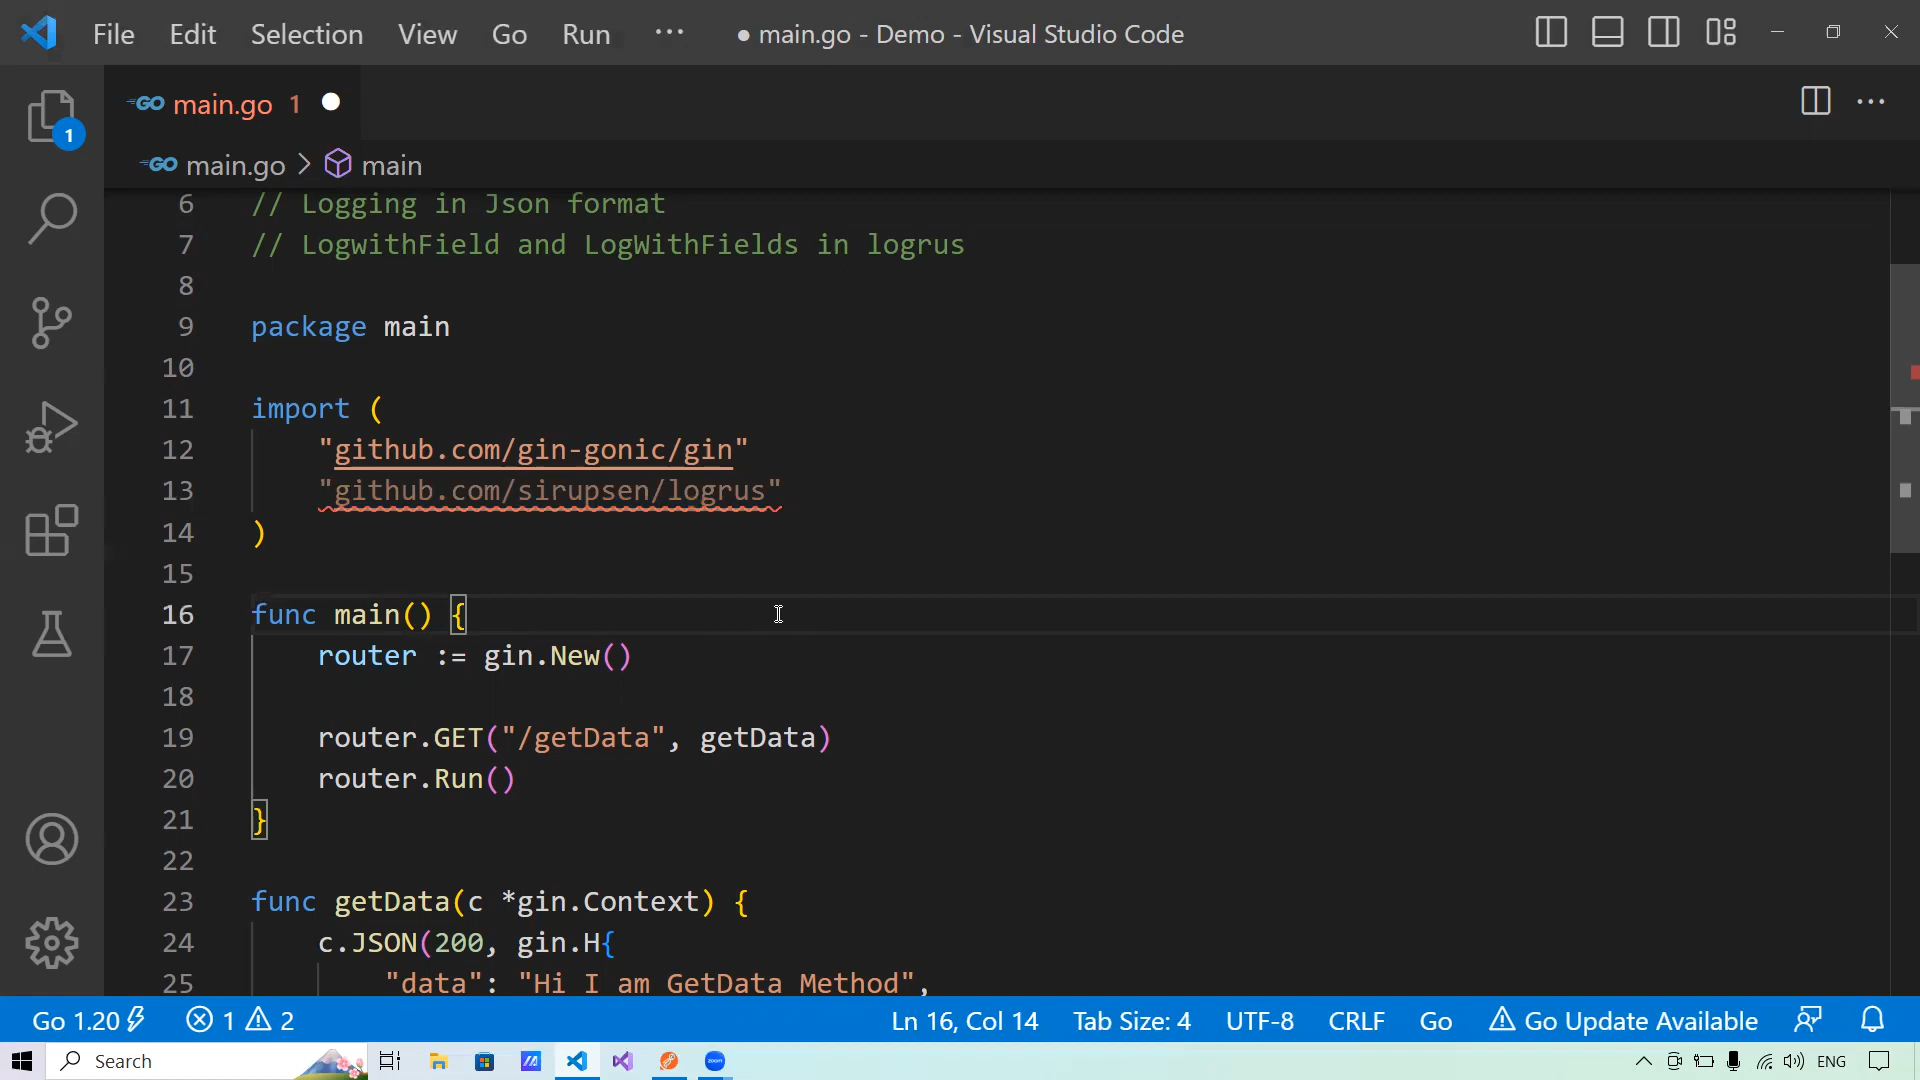 File Edit Selection View Go Run ··· ● main.go - Demo - Visual Studio Code
GO main.go 1 ●
1
GO main.go > main
6 // Logging in Json format
7 // LogwithField and LogWithFields in logrus
8
9 package main
10
11 import (
12 "github.com/gin-gonic/gin"
13 "github.com/sirupsen/logrus"
14 )
15
16 func main() {
17 router := gin.New()
18
19 router.GET("/getData", getData)
20 router.Run()
21 }
22
23 func getData(c *gin.Context) {
24 c.JSON(200, gin.H{
25 "data": "Hi I am GetData Method",
Go 1.20 1 2 Ln 16, Col 14 Tab Size: 4 UTF-8 CRLF Go Go Update Available
Search zoom ENG